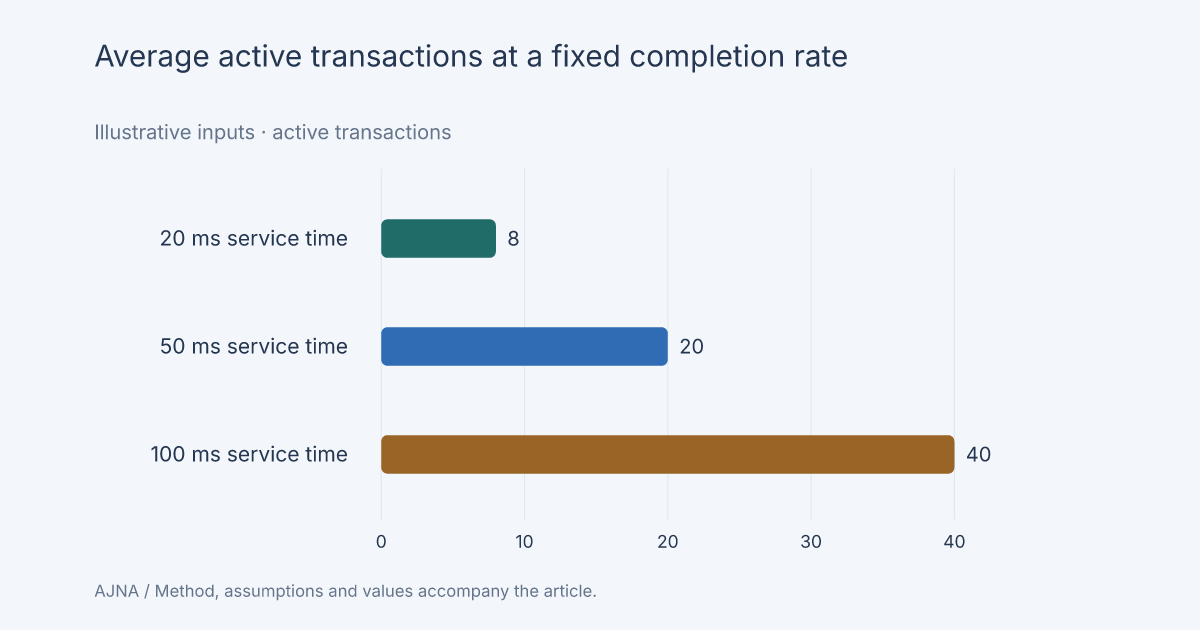 Average active transactions at a fixed completion rate
Illustrative inputs · active transactions
20 ms service time 8
50 ms service time 20
100 ms service time 40
0 10 20 30 40
AJNA / Method, assumptions and values accompany the article.